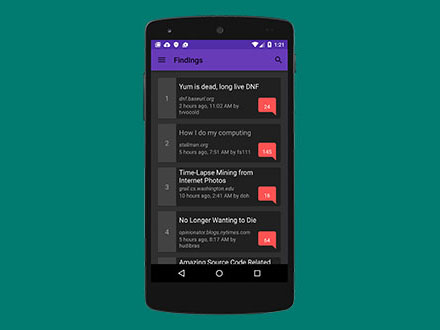 1:21
Findings
1
Yum is dead, long live DNF
dnf.baseurl.org
2 hours ago, 11:02 AM by
24
2
How I do my computing
stallman.org
5 hours ago, 7:51 AM by fs111
145
3
Time-Lapse Mining from
Internet Photos
grail.cs.washington.edu
10 hours ago, 2:41 AM by doh
18
4
No Longer Wanting to Die
opinionator.blogs.nytimes.com
5 hours ago, 8:17 AM by
hudibras
64
Amazing Source Code Related